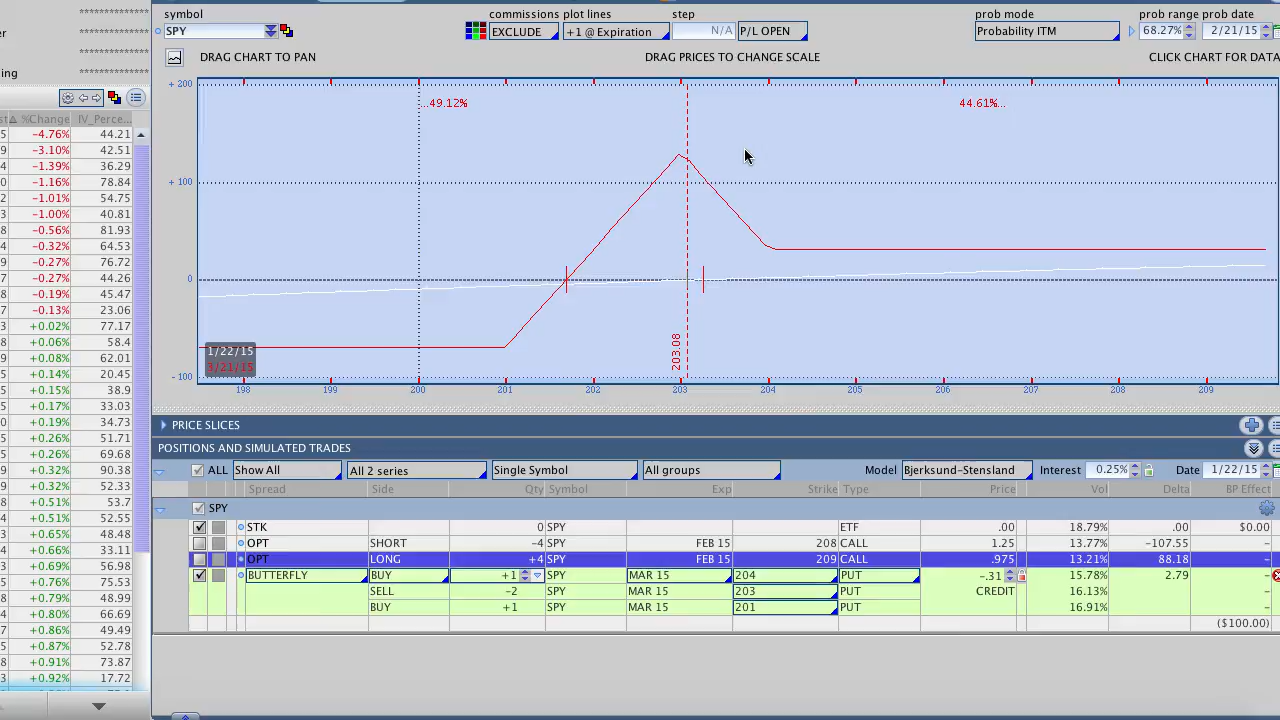 symbol commissions plot lines step prob mode prob range prob date
SPY EXCLUDE +1 @ Expiration N/A P/L OPEN Probability ITM 68.27% 2/21/15
DRAG CHART TO PAN DRAG PRICES TO CHANGE SCALE CLICK CHART FOR DATA
+ 200
...49.12% 44.61%...
+ 100
0
203.08
1/22/15
- 100
198 199 200 201 202 203 204 205 206 207 208 209
PRICE SLICES
POSITIONS AND SIMULATED TRADES
ALL Show All All 2 series Single Symbol All groups Model Bjerksund-Stensland Interest 0.25% Date 1/22/15
Spread Side Qty Symbol Exp Strike Type Price Vol Delta BP Effect
SPY
STK 0 SPY ETF .00 18.79% .00 $0.00
OPT SHORT -4 SPY FEB 15 208 CALL 1.25 13.77% -107.55
OPT LONG +4 SPY FEB 15 209 CALL .975 13.21% 88.18
BUTTERFLY BUY +1 SPY MAR 15 204 PUT -.31 15.78% 2.79 -
SELL -2 SPY MAR 15 203 PUT CREDIT 16.13% -
BUY +1 SPY MAR 15 201 PUT 16.91% -
($100.00)
%Change IV_Perce...
-4.76% 44.21
-3.10% 42.51
-1.39% 36.29
-1.16% 78.84
-1.01% 54.75
-1.00% 40.81
-0.56% 81.93
-0.32% 64.53
-0.29% 76.72
-0.27% 44.26
-0.19% 45.47
-0.13% 23.06
+0.02% 77.17
+0.06% 58.4
+0.08% 62.01
+0.14% 20.45
+0.15% 38.9
+0.17% 33.03
+0.19% 34.73
+0.26% 51.71
+0.26% 69.68
+0.32% 90.38
+0.32% 52.33
+0.43% 53.7
+0.51% 52.55
+0.65% 48.48
+0.66% 33.11
+0.69% 56.98
+0.76% 75.53
+0.79% 48.99
+0.80% 66.69
+0.86% 49.49
+0.87% 52.78
+0.91% 73.87
+0.92% 17.72